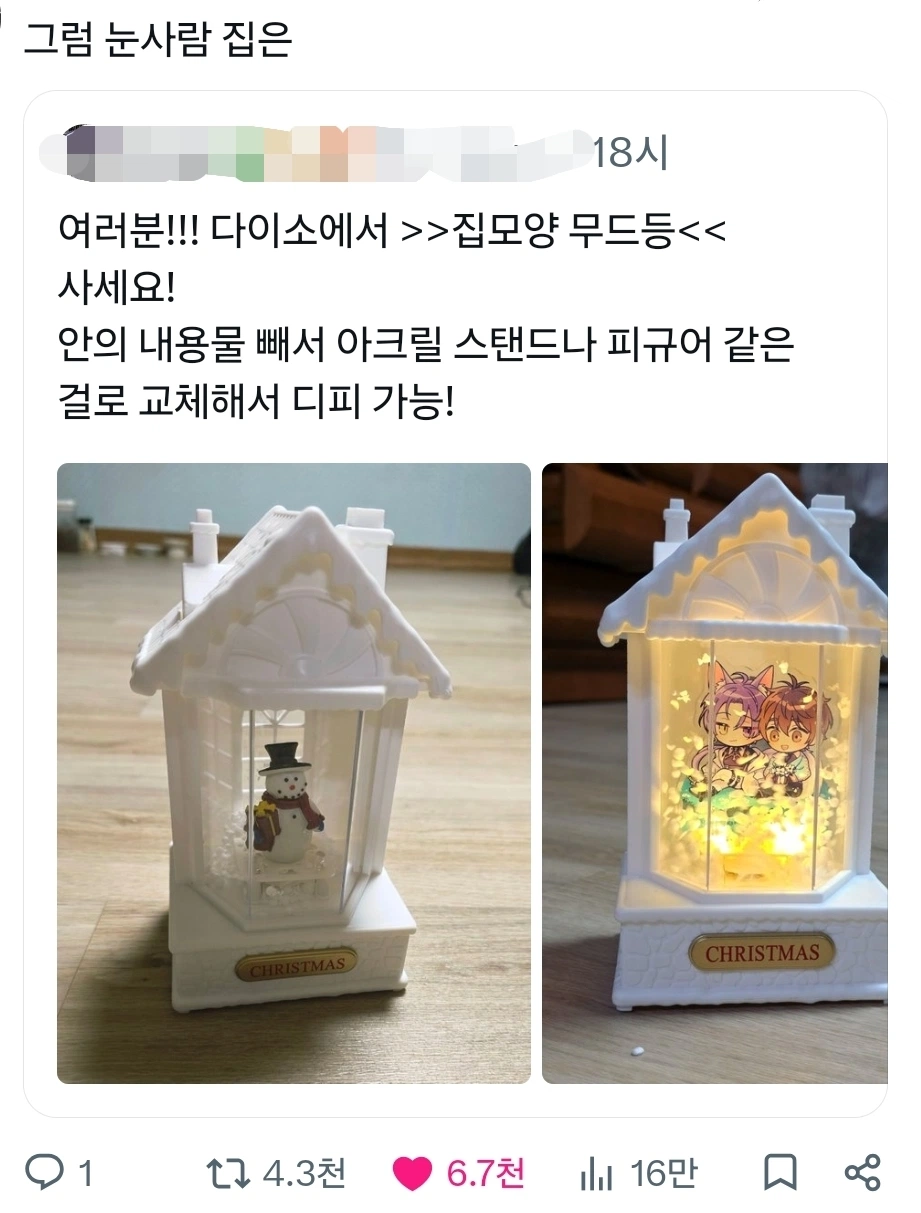 그럼 눈사람 집은
18시
여러분!!! 다이소에서 >>집모양 무드등<<
사세요!
안의 내용물 빼서 아크릴 스탠드나 피규어 같은
걸로 교체해서 디피 가능!
CHRISTMAS
CHRISTMAS
1 4.3천 6.7천 16만